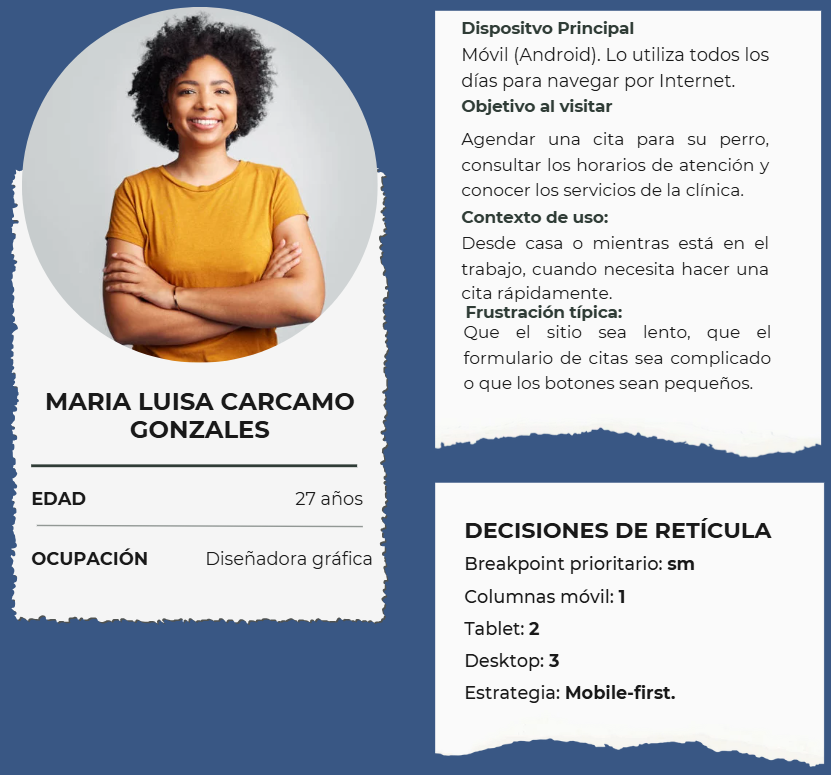 MARIA LUISA CARCAMO
GONZALES
EDAD 27 años
OCUPACIÓN Diseñadora gráfica
Dispositvo Principal
Móvil (Android). Lo utiliza todos los
días para navegar por Internet.
Objetivo al visitar
Agendar una cita para su perro,
consultar los horarios de atención y
conocer los servicios de la clínica.
Contexto de uso:
Desde casa o mientras está en el
trabajo, cuando necesita hacer una
cita rápidamente.
Frustración típica:
Que el sitio sea lento, que el
formulario de citas sea complicado
o que los botones sean pequeños.
DECISIONES DE RETÍCULA
Breakpoint prioritario: sm
Columnas móvil: 1
Tablet: 2
Desktop: 3
Estrategia: Mobile-first.